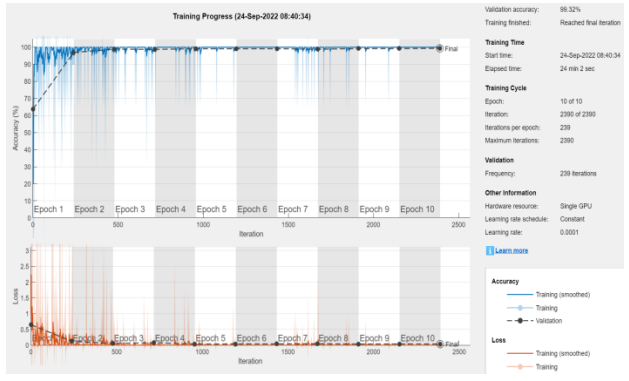 Training Progress (24-Sep-2022 08:40:34)
100
90
80
70
60
50
40
30
20
10
0
Accuracy (%)
Final
Epoch 1 Epoch 2 Epoch 3 Epoch 4 Epoch 5 Epoch 6 Epoch 7 Epoch 8 Epoch 9 Epoch 10
0 500 1000 1500 2000 2500
Iteration
3
2.5
2
1.5
1
0.5
0
Loss
Epoch 1 Epoch 2 Epoch 3 Epoch 4 Epoch 5 Epoch 6 Epoch 7 Epoch 8 Epoch 9 Epoch 10
Final
0 500 1000 1500 2000 2500
Iteration
Validation accuracy: 99.32%
Training finished: Reached final iteration
Training Time
Start time: 24-Sep-2022 08:40:34
Elapsed time: 24 min 2 sec
Training Cycle
Epoch: 10 of 10
Iteration: 2390 of 2390
Iterations per epoch: 239
Maximum iterations: 2390
Validation
Frequency: 239 iterations
Other Information
Hardware resource: Single GPU
Learning rate schedule: Constant
Learning rate: 0.0001
i Learn more
Accuracy
Training (smoothed)
Training
Validation
Loss
Training (smoothed)
Training